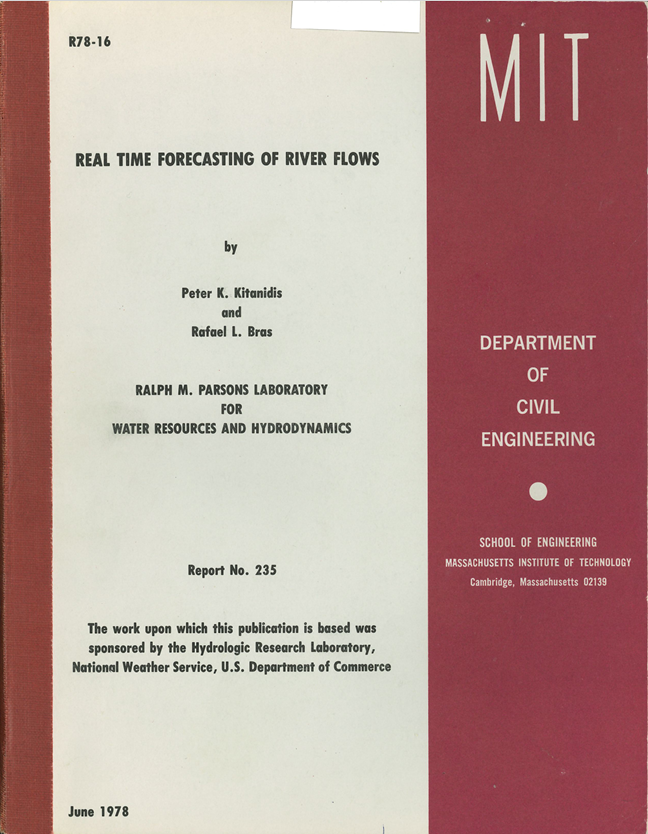 R78-16
REAL TIME FORECASTING OF RIVER FLOWS
by
Peter K. Kitanidis
and
Rafael L. Bras
RALPH M. PARSONS LABORATORY
FOR
WATER RESOURCES AND HYDRODYNAMICS
Report No. 235
The work upon which this publication is based was
sponsored by the Hydrologic Research Laboratory,
National Weather Service, U.S. Department of Commerce
June 1978
MIT
DEPARTMENT
OF
CIVIL
ENGINEERING
SCHOOL OF ENGINEERING
MASSACHUSETTS INSTITUTE OF TECHNOLOGY
Cambridge, Massachusetts 02139